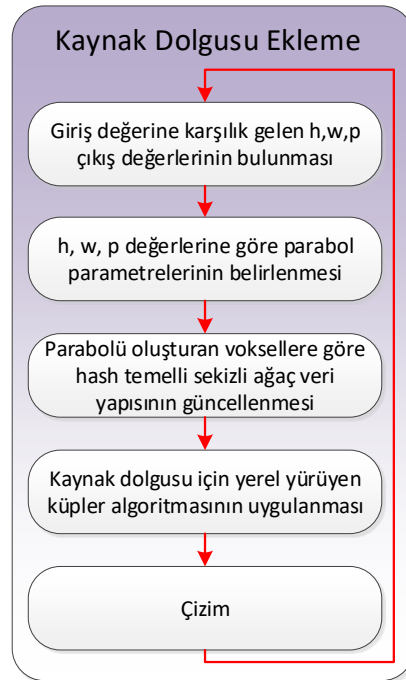 Kaynak Dolgusu Ekleme
Giriş değerine karşılık gelen h,w,p
çıkış değerlerinin bulunması
h, w, p değerlerine göre parabol
parametrelerinin belirlenmesi
Parabolü oluşturan voksellere göre
hash temelli sekizli ağaç veri
yapısının güncellenmesi
Kaynak dolgusu için yerel yürüyen
küpler algoritmasının uygulanması
Çizim